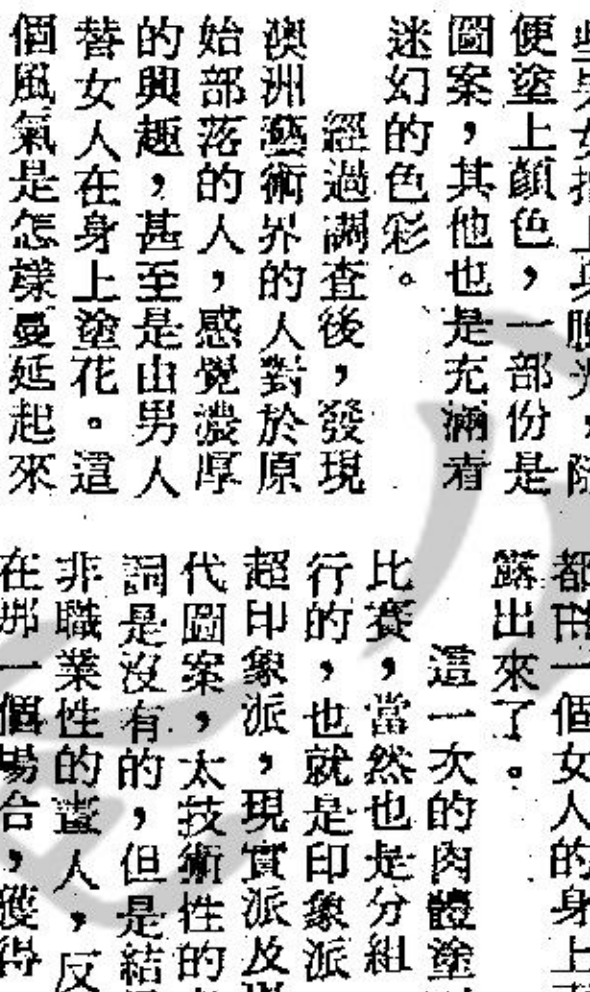 便塗上顏色，一部份是
圖案，其他也是充滿着
迷幻的色彩。
經過調查後，發現
澳洲藝術界的人對於原
始部落的人，感覺濃厚
的興趣，甚至是由男人
替女人在身上塗花。這
個風氣是怎樣蔓延起來
都用一個女人的身上
露出來了。
這一次的肉體塗
比賽，當然也是分組
行的，也就是印象派
超印象派，現實派及
代圖案，太技術性的
詞是沒有的，但是結
非職業性的畫人，反
在那一個場合，獲得